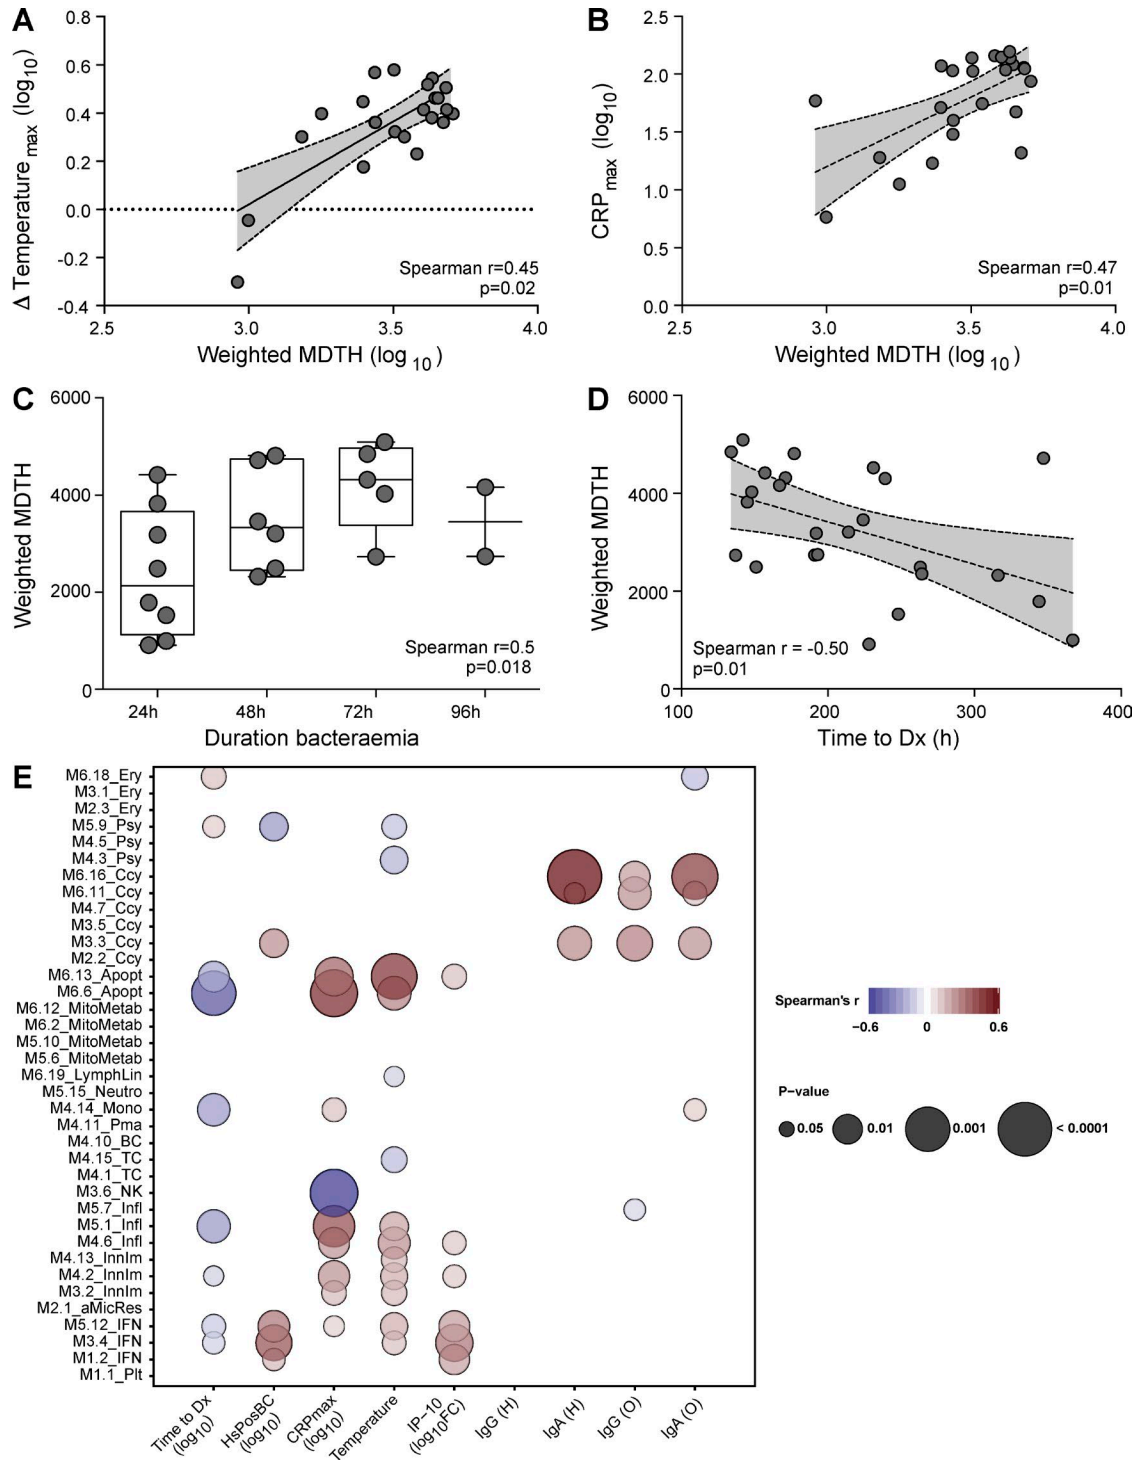 A
0.8
0.6
0.4
0.2
0.0
-0.2
-0.4
Δ Temperature max (log10)
Spearman r=0.45
p=0.02
2.5 3.0 3.5 4.0
Weighted MDTH (log 10)
B
2.5
2.0
1.5
1.0
0.5
0.0
CRP max (log10)
Spearman r=0.47
p=0.01
2.5 3.0 3.5 4.0
Weighted MDTH (log 10)
C
6000
4000
2000
0
Weighted MDTH
Spearman r=0.5
p=0.018
24h 48h 72h 96h
Duration bacteraemia
D
6000
4000
2000
0
Weighted MDTH
Spearman r = -0.50
p=0.01
100 200 300 400
Time to Dx (h)
E
M6.18_Ery
M3.1_Ery
M2.3_Ery
M5.9_Psy
M4.5_Psy
M4.3_Psy
M6.16_Ccy
M6.11_Ccy
M4.7_Ccy
M3.5_Ccy
M3.3_Ccy
M2.2_Ccy
M6.13_Apopt
M6.6_Apopt
M6.12_MitoMetab
M6.2_MitoMetab
M5.10_MitoMetab
M5.6_MitoMetab
M6.19_LymphLin
M5.15_Neutro
M4.14_Mono
M4.11_Pma
M4.10_BC
M4.15_TC
M4.1_TC
M3.6_NK
M5.7_Infl
M5.1_Infl
M4.6_Infl
M4.13_InnIm
M4.2_InnIm
M3.2_InnIm
M2.1_aMicRes
M5.12_IFN
M3.4_IFN
M1.2_IFN
M1.1_Plt
Time to Dx
(log10)
HsPosBC
(log10)
CRPmax
(log10)
Temperature
IP−10
(log10FC)
IgG (H)
IgA (H)
IgG (O)
IgA (O)
Spearman's r
−0.6 0 0.6
P−value
0.05 0.01 0.001 < 0.0001